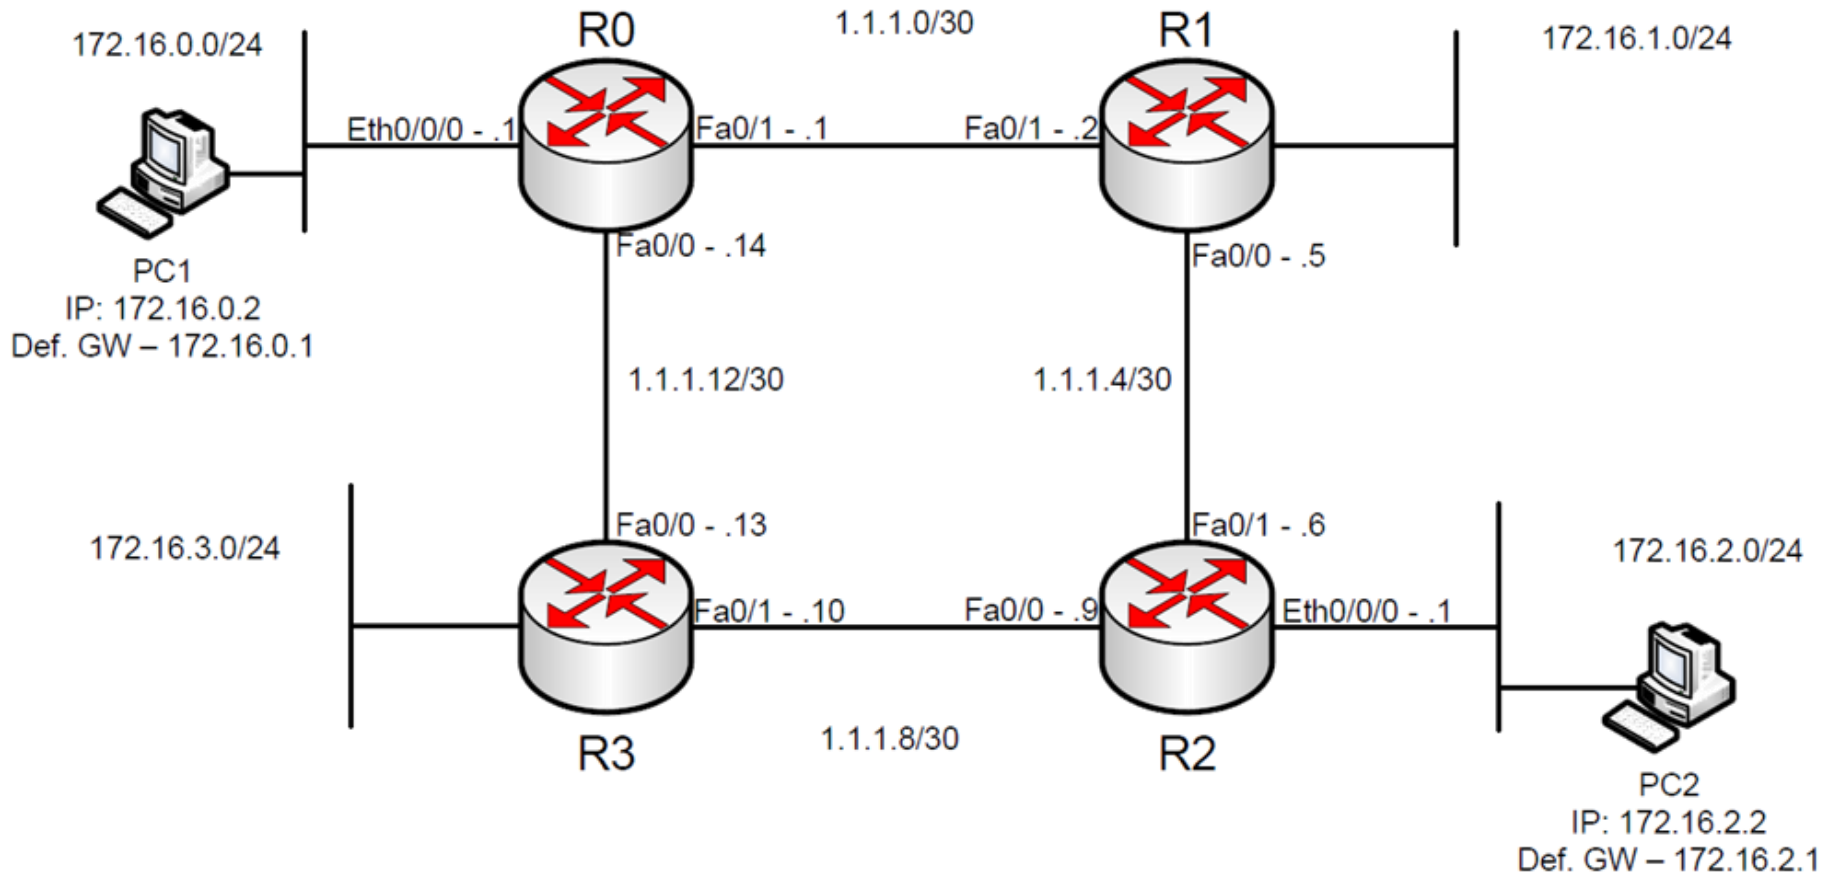 R0
1.1.1.0/30
R1
172.16.0.0/24
172.16.1.0/24
Eth0/0/0 - .1
Fa0/1 - .1
Fa0/1 - .2
Fa0/0 - .14
Fa0/0 - .5
PC1
IP: 172.16.0.2
Def. GW – 172.16.0.1
1.1.1.12/30
1.1.1.4/30
Fa0/0 - .13
Fa0/1 - .6
172.16.3.0/24
172.16.2.0/24
Fa0/1 - .10
Fa0/0 - .9
Eth0/0/0 - .1
R3
1.1.1.8/30
R2
PC2
IP: 172.16.2.2
Def. GW – 172.16.2.1